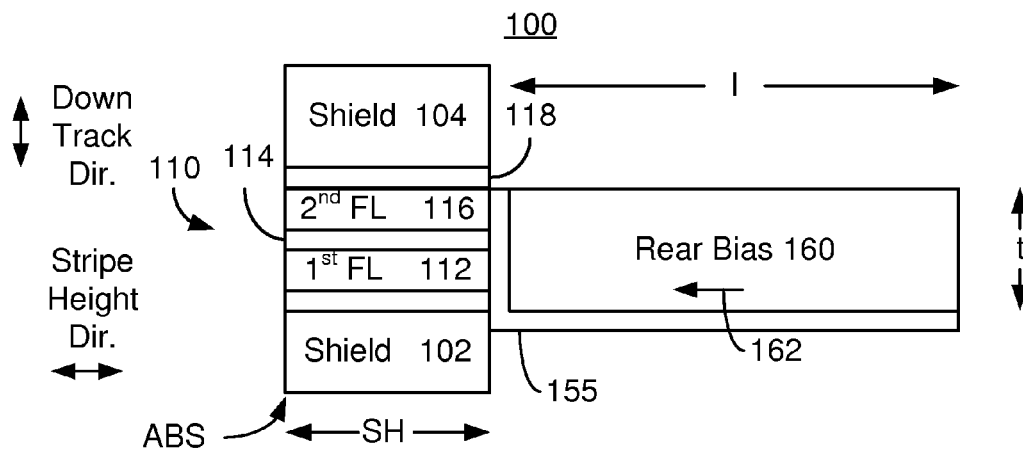 100
Down
Track
Dir.
Shield 104
l
118
114
110
2nd FL 116
Rear Bias 160
t
1st FL 112
Stripe
Height
Dir.
Shield 102
162
155
ABS
SH